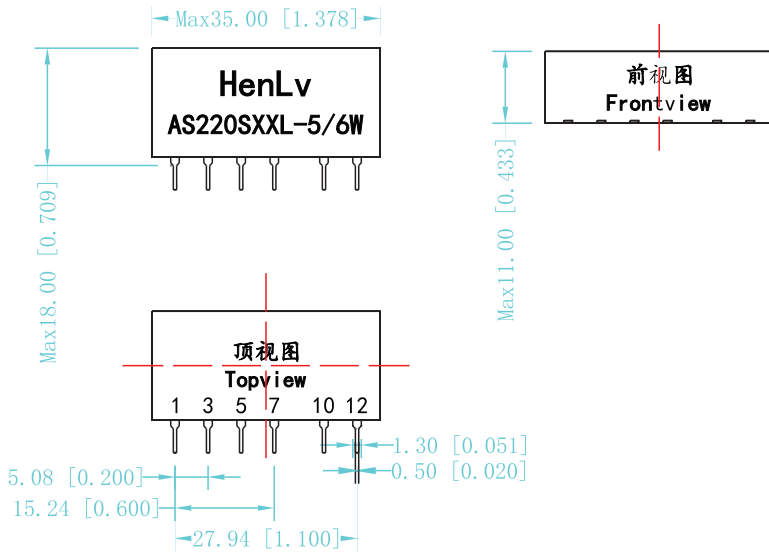 Max35.00 [1.378]
HenLv
AS220SXXL-5/6W
Max18.00 [0.709]
前视图
Frontview
Max11.00 [0.433]
顶视图
Topview
1 3 5 7 10 12
1.30 [0.051]
0.50 [0.020]
5.08 [0.200]
15.24 [0.600]
27.94 [1.100]